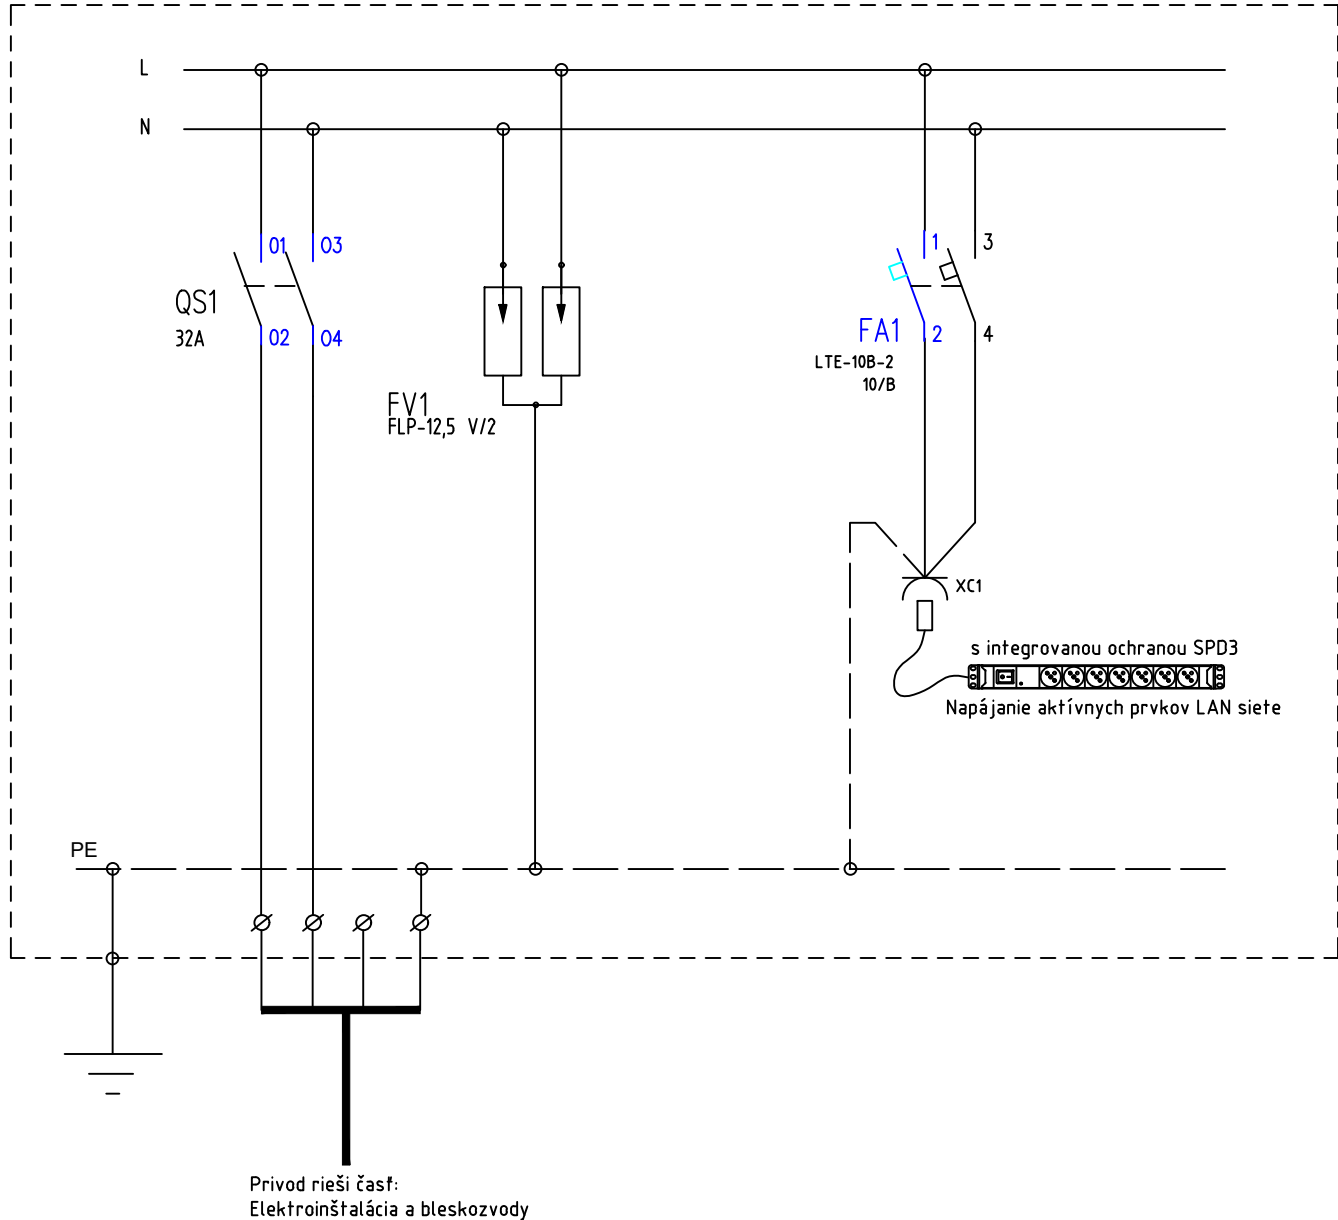 L
N
01 03
QS1
32A
02 04
1 3
FA1 2 4
LTE-10B-2
10/B
FV1
FLP-12,5 V/2
XC1
s integrovanou ochranou SPD3
Napájanie aktívnych prvkov LAN siete
PE
Privod rieši časť:
Elektroinštalácia a bleskozvody